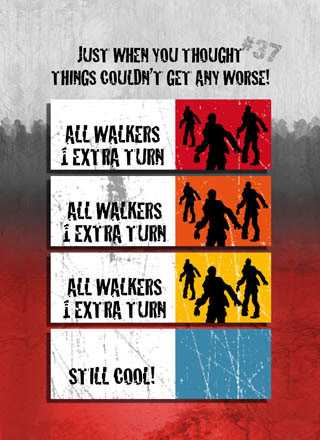 #37
JUST WHEN YOU THOUGHT
THINGS COULDN'T GET ANY WORSE!
ALL WALKERS
1 EXTRA TURN
ALL WALKERS
1 EXTRA TURN
ALL WALKERS
1 EXTRA TURN
STILL COOL!